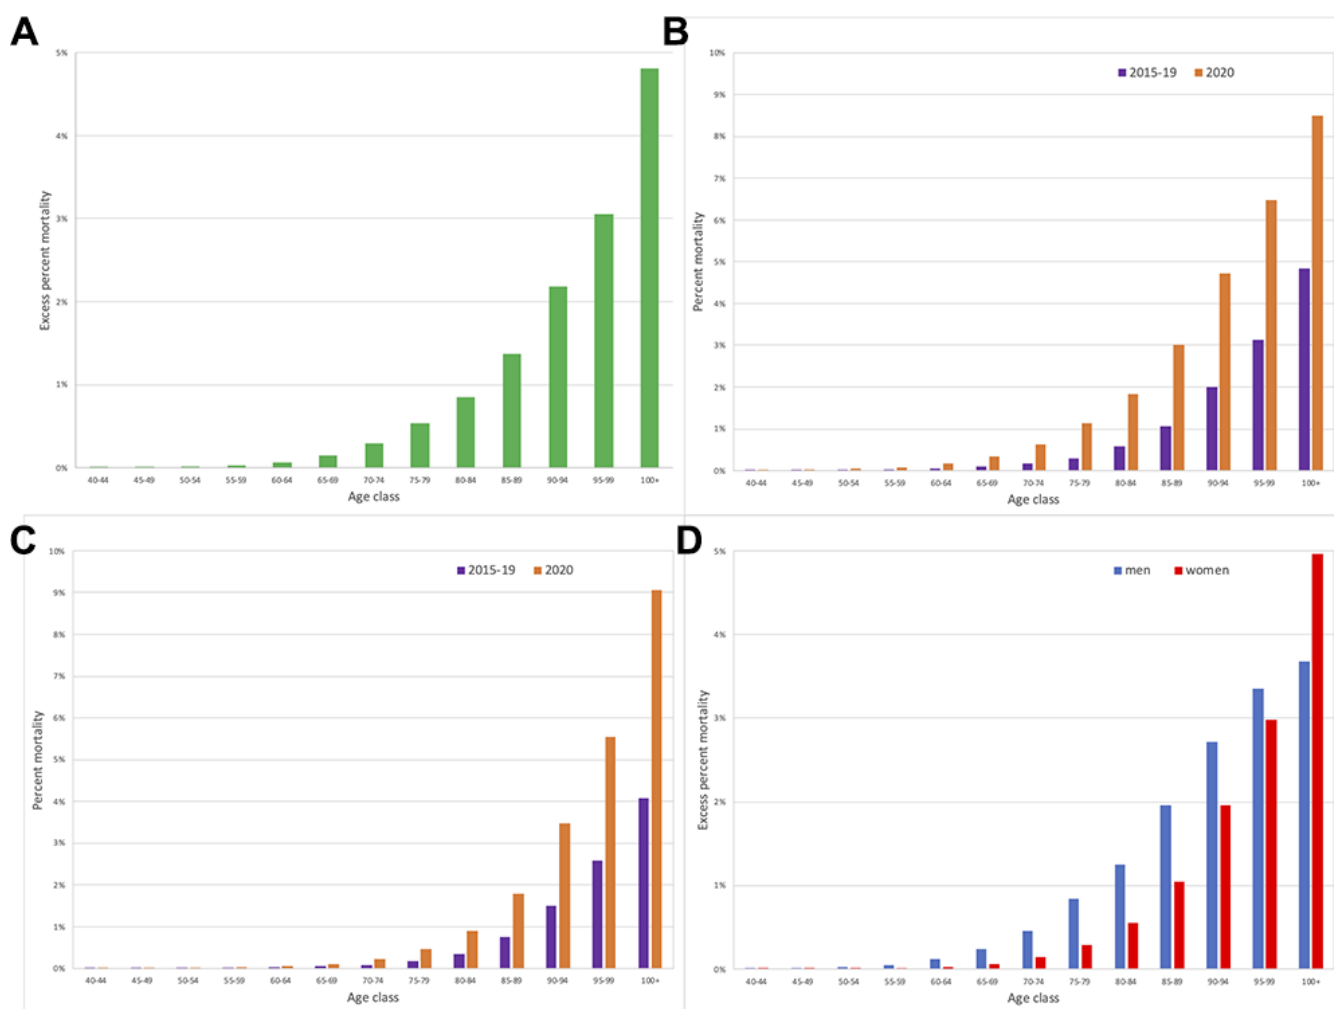 A
5%
4%
3%
2%
1%
0%
Excess percent mortality
40-44 45-49 50-54 55-59 60-64 65-69 70-74 75-79 80-84 85-89 90-94 95-99 100+
Age class
B
2015-19 2020
10%
9%
8%
7%
6%
5%
4%
3%
2%
1%
0%
Percent mortality
40-44 45-49 50-54 55-59 60-64 65-69 70-74 75-79 80-84 85-89 90-94 95-99 100+
Age class
C
2015-19 2020
10%
9%
8%
7%
6%
5%
4%
3%
2%
1%
0%
Percent mortality
40-44 45-49 50-54 55-59 60-64 65-69 70-74 75-79 80-84 85-89 90-94 95-99 100+
Age class
D
men women
5%
4%
3%
2%
1%
0%
Excess percent mortality
40-44 45-49 50-54 55-59 60-64 65-69 70-74 75-79 80-84 85-89 90-94 95-99 100+
Age class